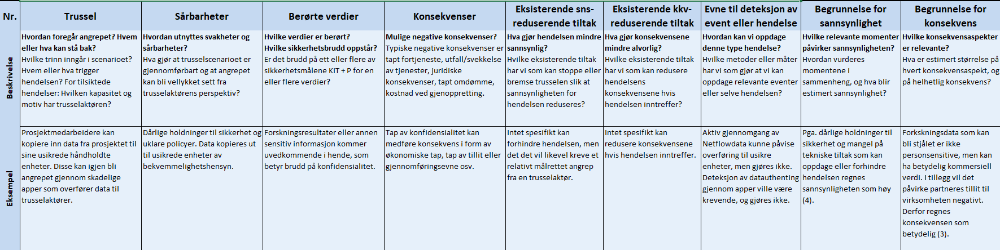 Nr.
Trussel
Sårbarheter
Berørte verdier
Konsekvenser
Eksisterende sns-
reduserende tiltak
Eksisterende kkv-
reduserende tiltak
Evne til deteksjon av
event eller hendelse
Begrunnelse for
sannsynlighet
Begrunnelse for
konsekvens
Beskrivelse
Hvordan foregår angrepet? Hvem
eller hva kan stå bak?
Hvilke trinn inngår i scenarioet?
Hvem eller hva trigger
hendelsen? For tilsiktede
hendelser: Hvilken kapasitet og
motiv har trusselaktøren?
Hvordan utnyttes svakheter og
sårbarheter?
Hva gjør at trusselscenarioet er
gjennomførbart og at angrepet
kan bli vellykket sett fra
trusselaktørens perspektiv?
Hvilke verdier er berørt?
Hvilke sikkerhetsbrudd oppstår?
Er det brudd på ett eller flere av
sikkerhetsmålene KIT + P for en
eller flere verdier?
Mulige negative konsekvenser?
Typiske negative konsekvenser er
tapt fortjeneste, utfall/svekkelse
av tjenester, juridiske
konsekvenser, tapt omdømme,
kostnad ved gjenoppretting.
Hva gjør hendelsen mindre
sannsynlig?
Hvilke eksisterende tiltak
har vi som kan stoppe eller
bremse trusselen slik at
sannsynligheten for
hendelsen reduseres?
Hva gjør konsekvensene
mindre alvorlig?
Hvilke eksisterende tiltak
har vi som kan redusere
hendelsens
konsekvensene hvis
hendelsen inntreffer?
Hvordan kan vi oppdage
denne type hendelse?
Hvilke metoder eller måter
har vi som gjør at vi kan
oppdage relevante eventer
eller selve hendelsen?
Hvilke relevante momenter
påvirker sannsynligheten?
Hvordan vurderes
momentene i
sammenheng, og hva blir
estimert sannsynlighet?
Hvilke konsekvensaspekter
er relevante?
Hva er estimert størrelse på
hvert konsekvensaspekt, og
på helhetlig konsekvens?
Eksempel
Prosjektmedarbeidere kan
kopiere inn data fra prosjektet til
sine usikrede håndholdte
enheter. Disse kan igjen bli
angrepet gjennom skadelige
apper som overfører data til
trusselaktører.
Dårlige holdninger til sikkerhet og
uklare policyer. Data kopieres ut
til usikrede enheter av
bekvemmelighetshensyn.
Forskningsresultater eller annen
sensitiv informasjon kommer
uvedkommende i hende, som
betyr brudd på konfidensialitet.
Tap av konfidensialitet kan
medføre konsekvens i form av
økonomiske tap, tap av tillit eller
gjennomføringsevne osv.
Intet spesifikt kan
forhindre hendelsen, men
det det vil likevel kreve et
relativt målrettet angrep
fra en trusselaktør.
Intet spesifikt kan
redusere konsekvensene
hvis hendelsen inntreffer.
Aktiv gjennomgang av
Netflowdata kunne påvise
overføring til usikre
enheter, men gjøres ikke.
Deteksjon av datauthenting
gjennom apper ville være
krevende, og gjøres ikke.
Pga. dårlige holdninger til
sikkerhet og mangel på
tekniske tiltak som kan
oppdage eller forhindre
hendelsen regnes
sannsynligheten som høy
(4).
Forkskningsdata som kan
bli stjålet er ikke
personsensitive, men kan
ha betydelig kommersiell
verdi. I tillegg vil det
påvirke partneres tillit til
virksomheten negativt.
Derfor regnes
konsekvensen som
betydelig (3).